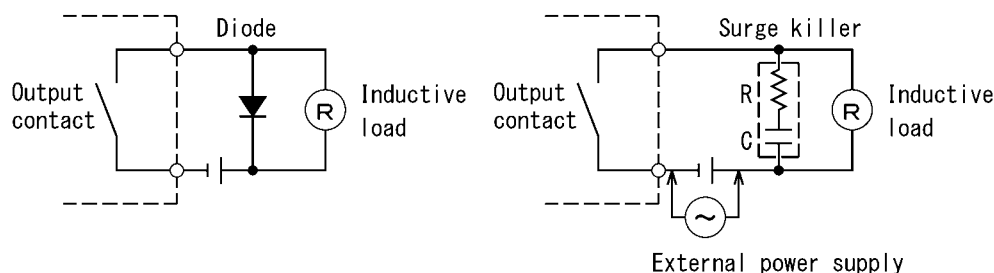 Diode
Output
contact
R
Inductive
load
Surge killer
Output
contact
R
C
R
Inductive
load
~
External power supply